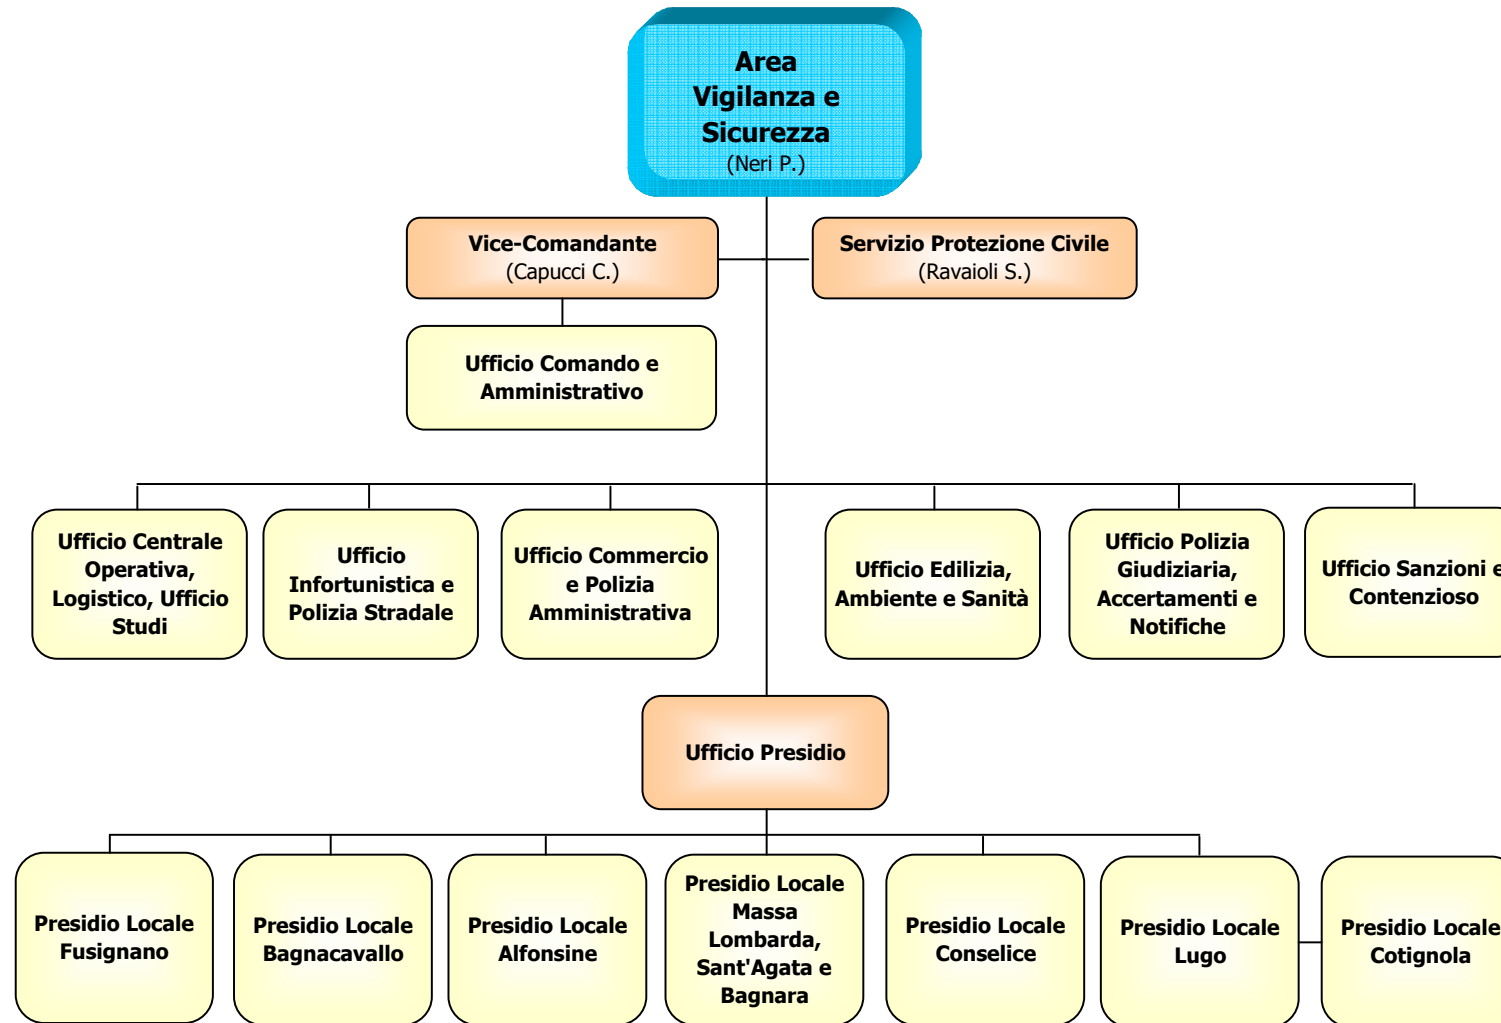 Area
Vigilanza e
Sicurezza
(Neri P.)
Vice-Comandante
(Capucci C.)
Servizio Protezione Civile
(Ravaioli S.)
Ufficio Comando e
Amministrativo
Ufficio Centrale
Operativa,
Logistico, Ufficio
Studi
Ufficio
Infortunistica e
Polizia Stradale
Ufficio Commercio
e Polizia
Amministrativa
Ufficio Edilizia,
Ambiente e Sanità
Ufficio Polizia
Giudiziaria,
Accertamenti e
Notifiche
Ufficio Sanzioni e
Contenzioso
Ufficio Presidio
Presidio Locale
Fusignano
Presidio Locale
Bagnacavallo
Presidio Locale
Alfonsine
Presidio Locale
Massa
Lombarda,
Sant'Agata e
Bagnara
Presidio Locale
Conselice
Presidio Locale
Lugo
Presidio Locale
Cotignola